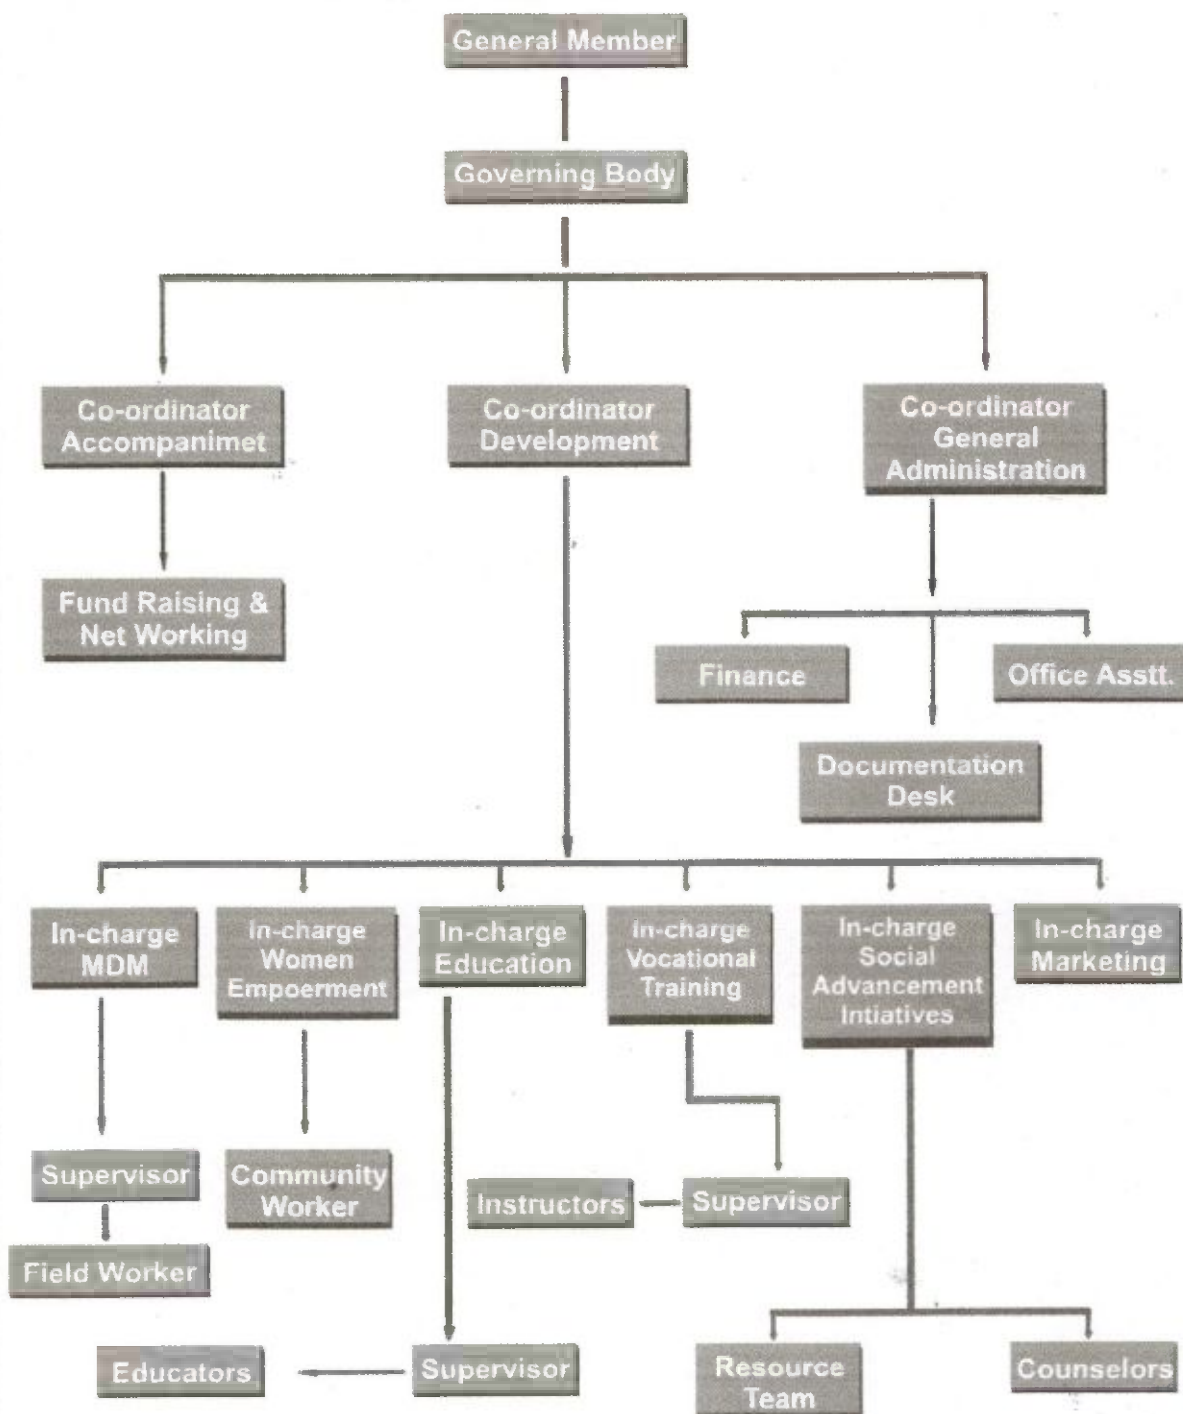 General Member
Governing Body
Co-ordinator
Accompanimet
Co-ordinator
Development
Co-ordinator
General
Administration
Fund Raising &
Net Working
Finance
Office Asstt.
Documentation
Desk
In-charge
MDM
In-charge
Women
Empoerment
In-charge
Education
In-charge
Vocational
Training
In-charge
Social
Advancement
Intiatives
In-charge
Marketing
Supervisor
Community
Worker
Instructors
Supervisor
Field Worker
Educators
Supervisor
Resource
Team
Counselors